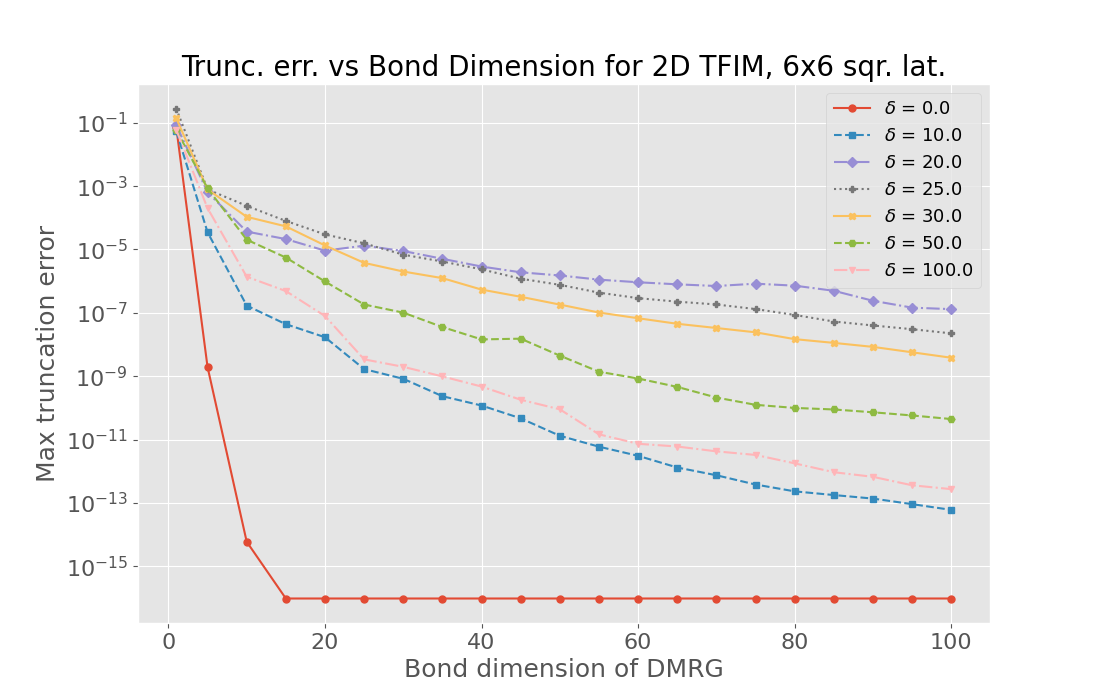 Trunc. err. vs Bond Dimension for 2D TFIM, 6x6 sqr. lat.
Max truncation error
10⁻¹
10⁻³
10⁻⁵
10⁻⁷
10⁻⁹
10⁻¹¹
10⁻¹³
10⁻¹⁵
δ = 0.0
δ = 10.0
δ = 20.0
δ = 25.0
δ = 30.0
δ = 50.0
δ = 100.0
0 20 40 60 80 100
Bond dimension of DMRG